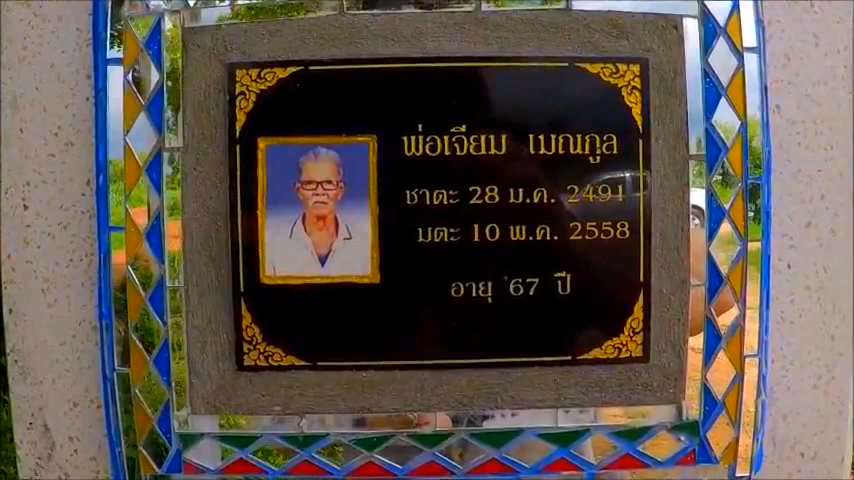 พ่อเจียม เมณกูล
ชาตะ 28 ม.ค. 2491
มตะ 10 พ.ค. 2558
อายุ 67 ปี